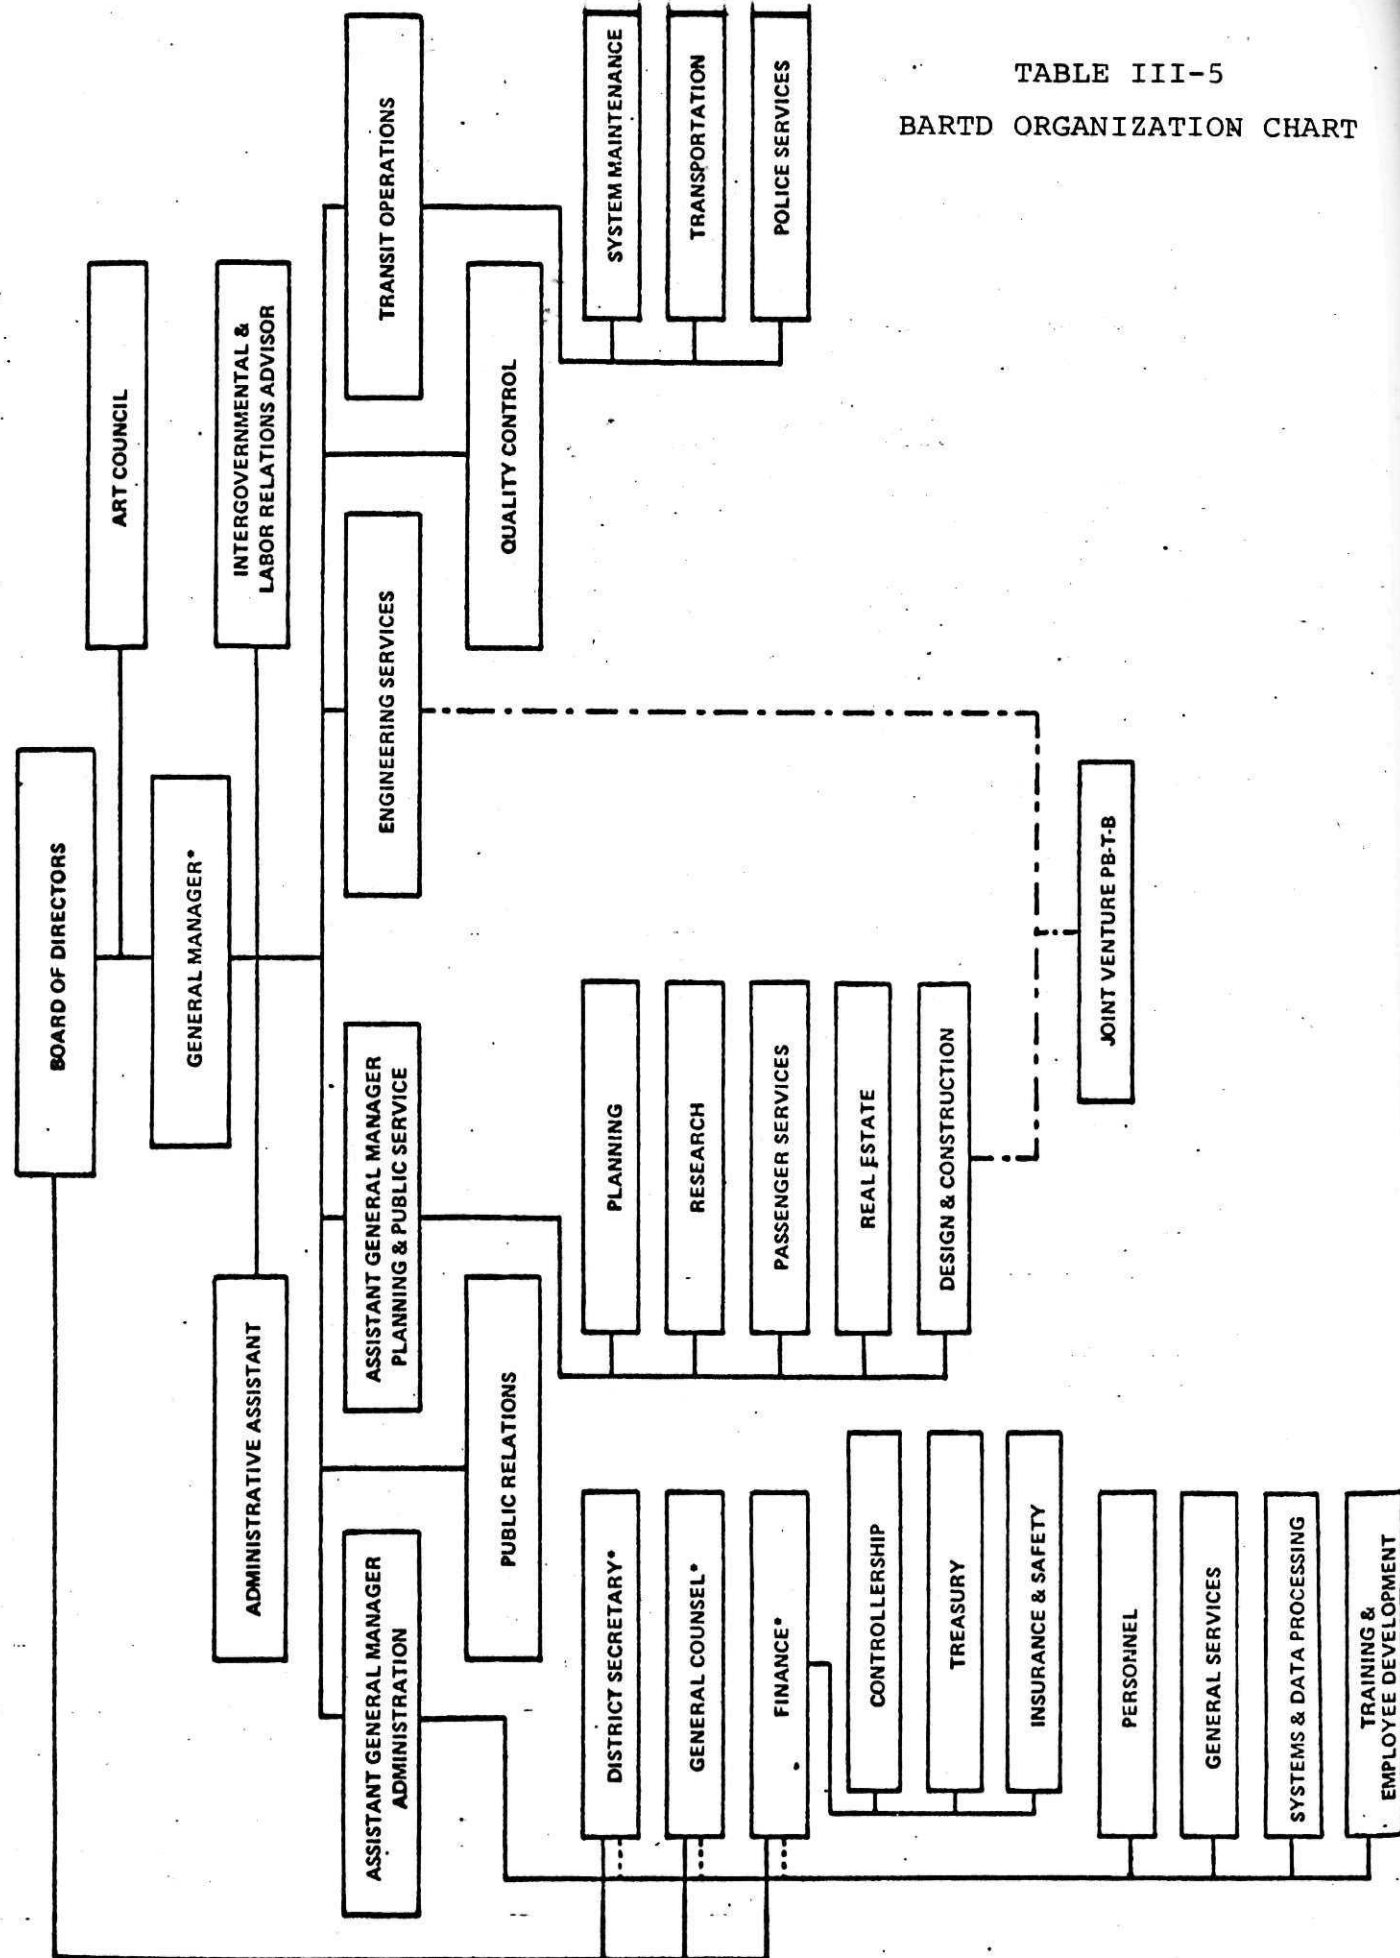 TABLE III-5
BARTD ORGANIZATION CHART
BOARD OF DIRECTORS
ART COUNCIL
GENERAL MANAGER*
ADMINISTRATIVE ASSISTANT
INTERGOVERNMENTAL &
LABOR RELATIONS ADVISOR
ASSISTANT GENERAL MANAGER
ADMINISTRATION
ASSISTANT GENERAL MANAGER
PLANNING & PUBLIC SERVICE
ENGINEERING SERVICES
TRANSIT OPERATIONS
PUBLIC RELATIONS
QUALITY CONTROL
DISTRICT SECRETARY*
GENERAL COUNSEL*
FINANCE*
CONTROLLERSHIP
TREASURY
INSURANCE & SAFETY
PERSONNEL
GENERAL SERVICES
SYSTEMS & DATA PROCESSING
TRAINING &
EMPLOYEE DEVELOPMENT
PLANNING
RESEARCH
PASSENGER SERVICES
REAL ESTATE
DESIGN & CONSTRUCTION
JOINT VENTURE PB-T-B
SYSTEM MAINTENANCE
TRANSPORTATION
POLICE SERVICES